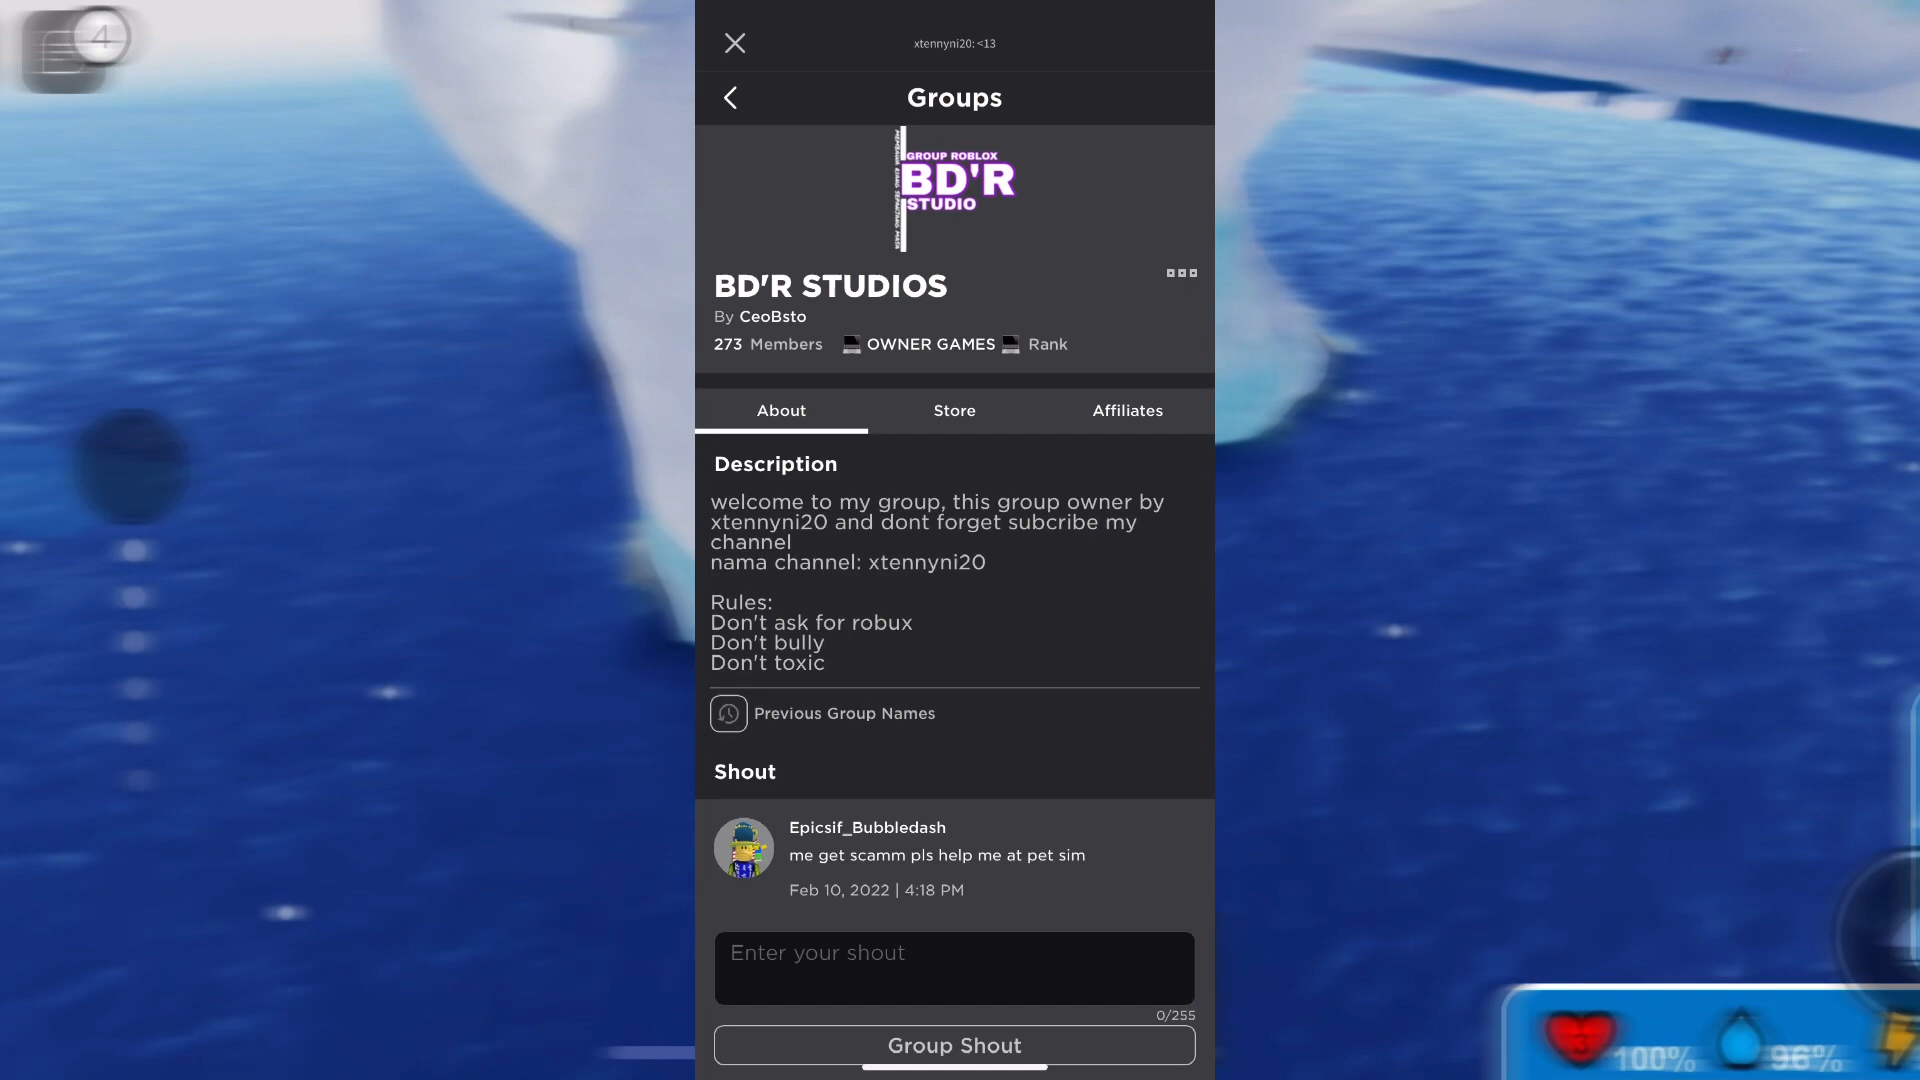 4
xtennyni20: <13
Groups
GROUP ROBLOX
BD'R
STUDIO
BD'R STUDIOS
By CeoBsto
273 Members OWNER GAMES Rank
About Store Affiliates
Description
welcome to my group, this group owner by
xtennyni20 and dont forget subcribe my
channel
nama channel: xtennyni20
Rules:
Don't ask for robux
Don't bully
Don't toxic
Previous Group Names
Shout
Epicsif_Bubbledash
me get scamm pls help me at pet sim
Feb 10, 2022 | 4:18 PM
Enter your shout
0/255
Group Shout
100% 96%